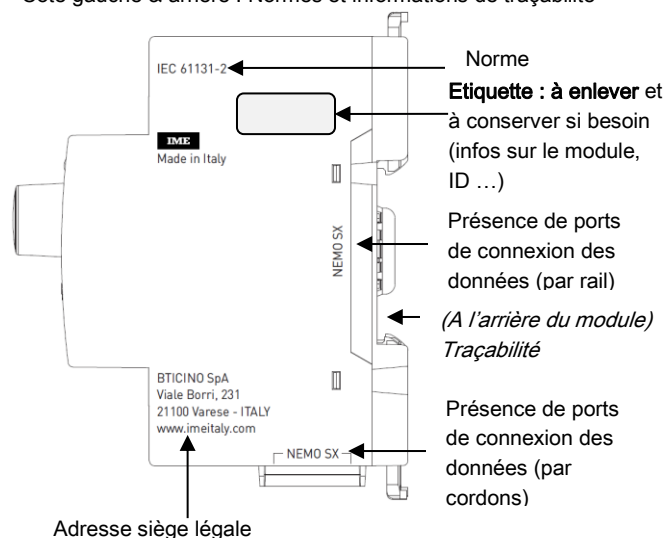 Côté gauche à arrière : Normes et informations de traçabilité
IEC 61131-2
Norme
Etiquette : à enlever et
à conserver si besoin
(infos sur le module,
ID …)
IME
Made in Italy
NEMO SX
Présence de ports
de connexion des
données (par rail)
(A l'arrière du module)
Traçabilité
BTICINO SpA
Viale Borri, 231
21100 Varese - ITALY
www.imeitaly.com
NEMO SX
Présence de ports
de connexion des
données (par
cordons)
Adresse siège légale